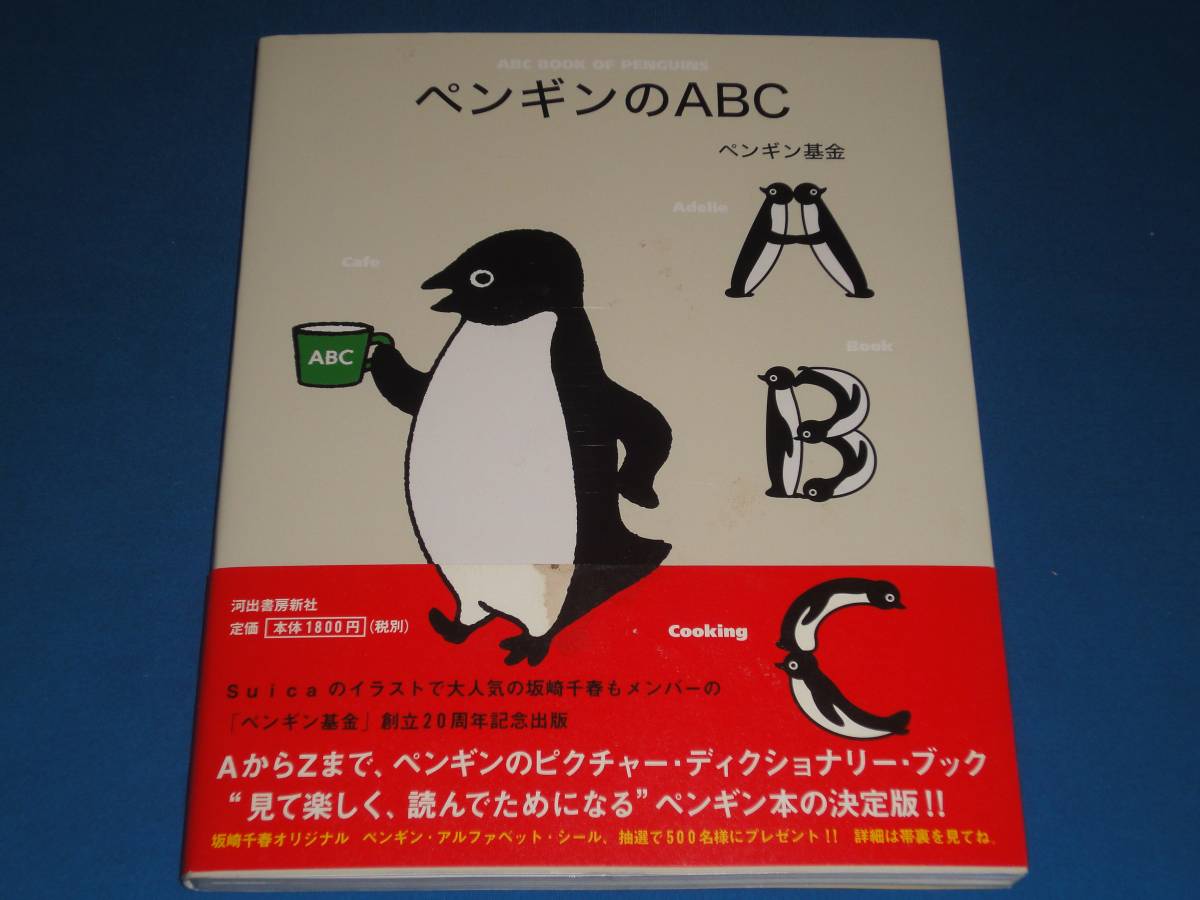 ABC BOOK OF PENGUINS
ペンギンのABC
ペンギン基金
Adelie
Cafe
ABC
Book
河出書房新社
定価 本体1800円 (税別)
Cooking
Suicaのイラストで大人気の坂崎千春もメンバーの
「ペンギン基金」創立20周年記念出版
AからZまで、ペンギンのピクチャー・ディクショナリー・ブック
“見て楽しく、読んでためになる”ペンギン本の決定版!!
坂崎千春オリジナル ペンギン・アルファベット・シール、抽選で500名様にプレゼント!! 詳細は帯裏を見てね。